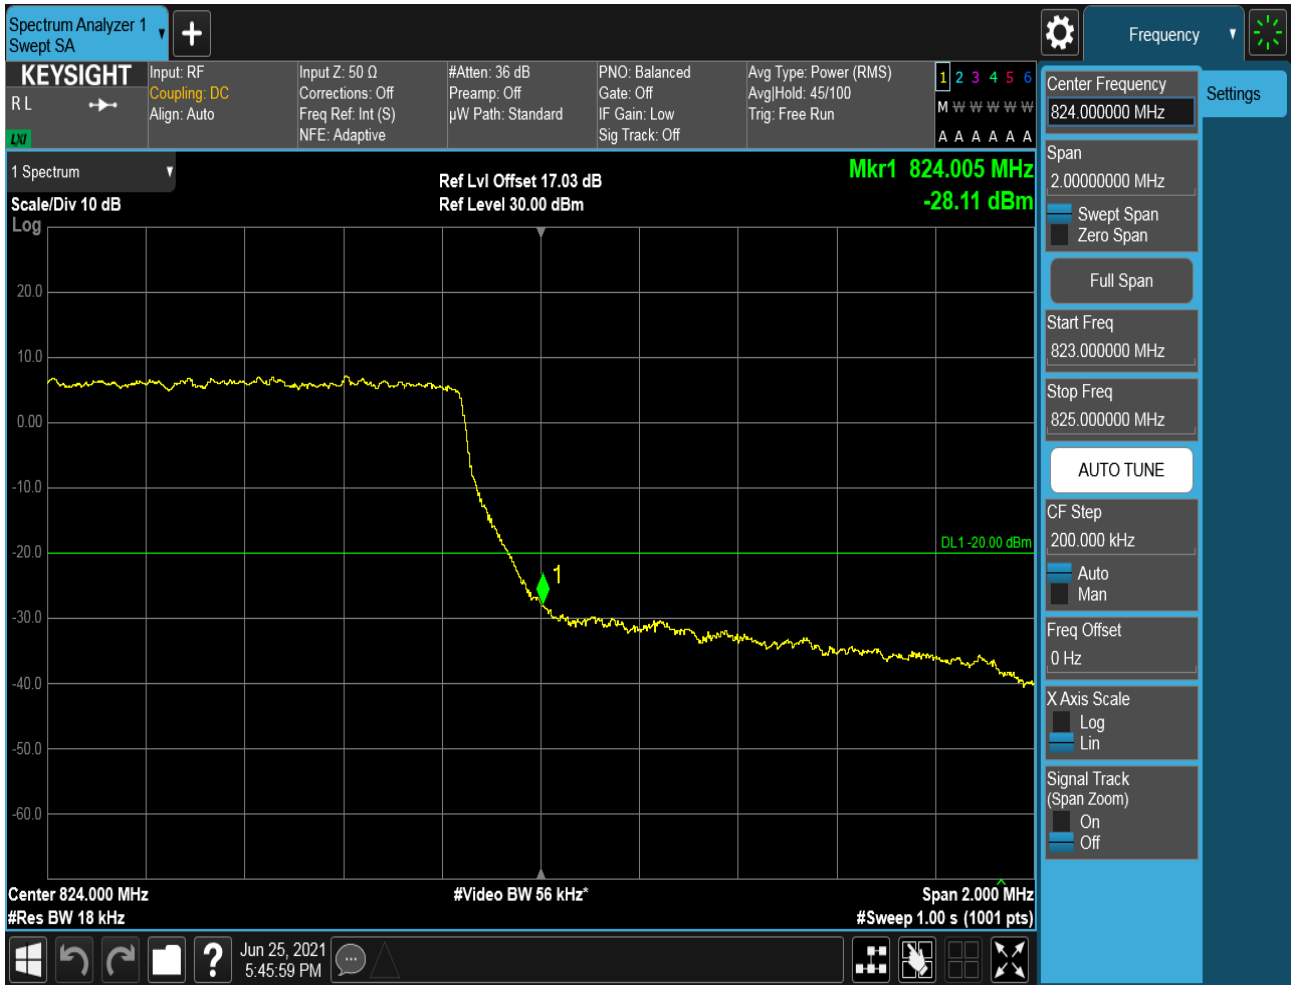 Spectrum Analyzer 1
Swept SA
Frequency
KEYSIGHT
R L
LXI
Input: RF
Coupling: DC
Align: Auto
Input Z: 50 Ω
Corrections: Off
Freq Ref: Int (S)
NFE: Adaptive
#Atten: 36 dB
Preamp: Off
µW Path: Standard
PNO: Balanced
Gate: Off
IF Gain: Low
Sig Track: Off
Avg Type: Power (RMS)
Avg|Hold: 45/100
Trig: Free Run
1 2 3 4 5 6
M W W W W W
A A A A A A
1 Spectrum
Scale/Div 10 dB
Log
Ref Lvl Offset 17.03 dB
Ref Level 30.00 dBm
Mkr1 824.005 MHz
-28.11 dBm
20.0
10.0
0.00
-10.0
-20.0
-30.0
-40.0
-50.0
-60.0
DL1 -20.00 dBm
1
Center 824.000 MHz
#Res BW 18 kHz
#Video BW 56 kHz*
Span 2.000 MHz
#Sweep 1.00 s (1001 pts)
Jun 25, 2021
5:45:59 PM
Center Frequency
824.000000 MHz
Settings
Span
2.00000000 MHz
Swept Span
Zero Span
Full Span
Start Freq
823.000000 MHz
Stop Freq
825.000000 MHz
AUTO TUNE
CF Step
200.000 kHz
Auto
Man
Freq Offset
0 Hz
X Axis Scale
Log
Lin
Signal Track
(Span Zoom)
On
Off